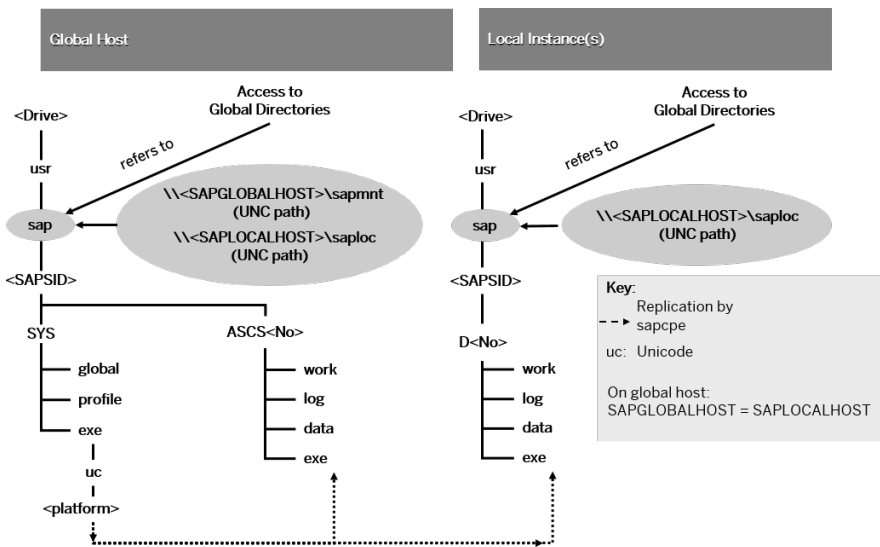 Global Host
Local Instance(s)
Access to
Global Directories
<Drive>
refers to
usr
\\<SAPGLOBALHOST>\sapmnt
(UNC path)
sap
\\<SAPLOCALHOST>\saploc
(UNC path)
<SAPSID>
SYS
ASCS<No>
global
profile
exe
uc
<platform>
work
log
data
exe
Access to
Global Directories
<Drive>
refers to
usr
\\<SAPLOCALHOST>\saploc
(UNC path)
sap
<SAPSID>
D<No>
work
log
data
exe
Key:
Replication by
sapcpe
uc: Unicode
On global host:
SAPGLOBALHOST = SAPLOCALHOST